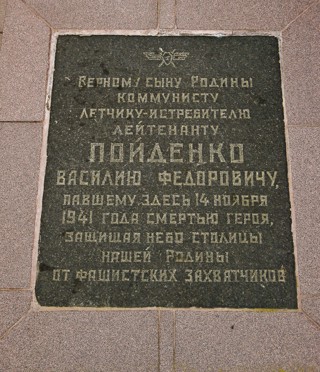 Верному сыну Родины
коммунисту
летчику-истребителю
лейтенанту
ПОЙДЕНКО
ВАСИЛИЮ ФЕДОРОВИЧУ,
павшему здесь 14 ноября
1941 года смертью героя,
защищая небо столицы
нашей Родины
от фашистских захватчиков